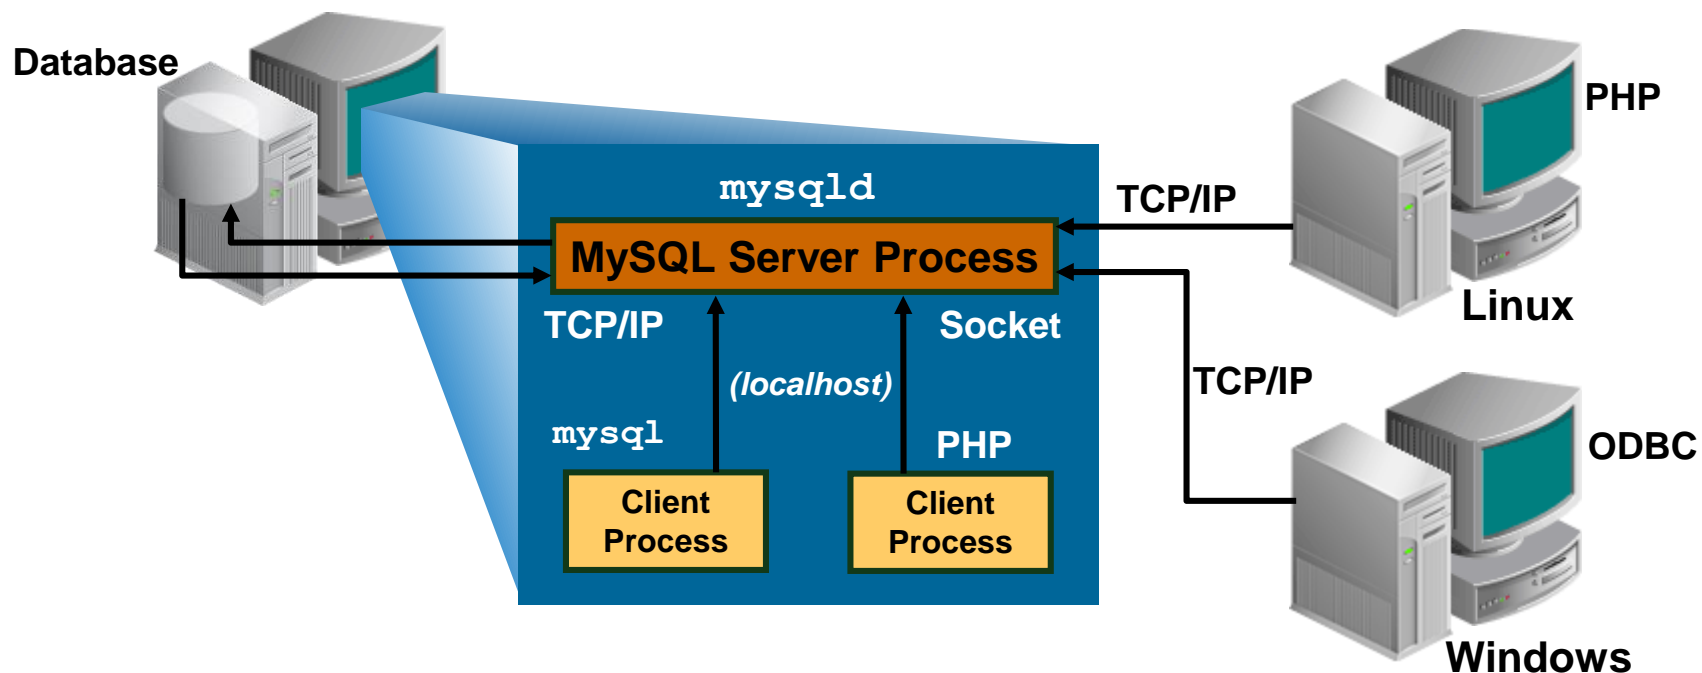 Database
PHP
mysqld
TCP/IP
MySQL Server Process
Linux
TCP/IP
Socket
(localhost)
TCP/IP
mysql
PHP
ODBC
Client
Process
Client
Process
Windows